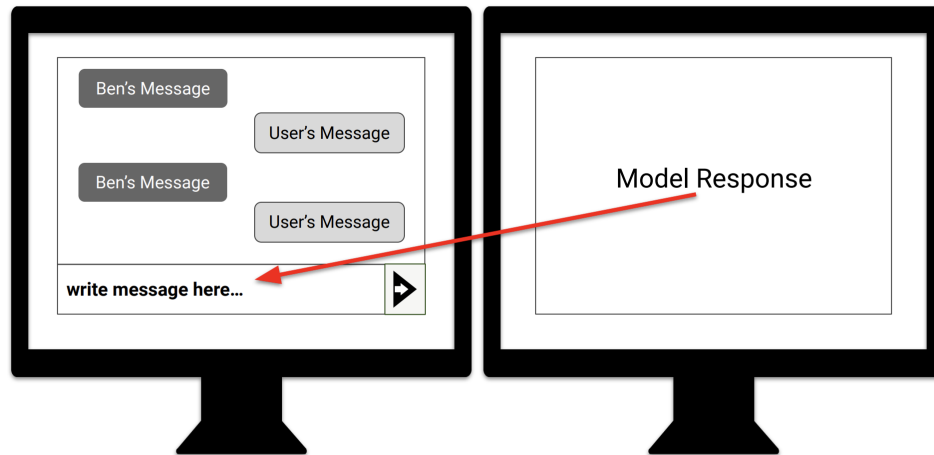 Ben's Message
User's Message
Ben's Message
User's Message
write message here...
Model Response